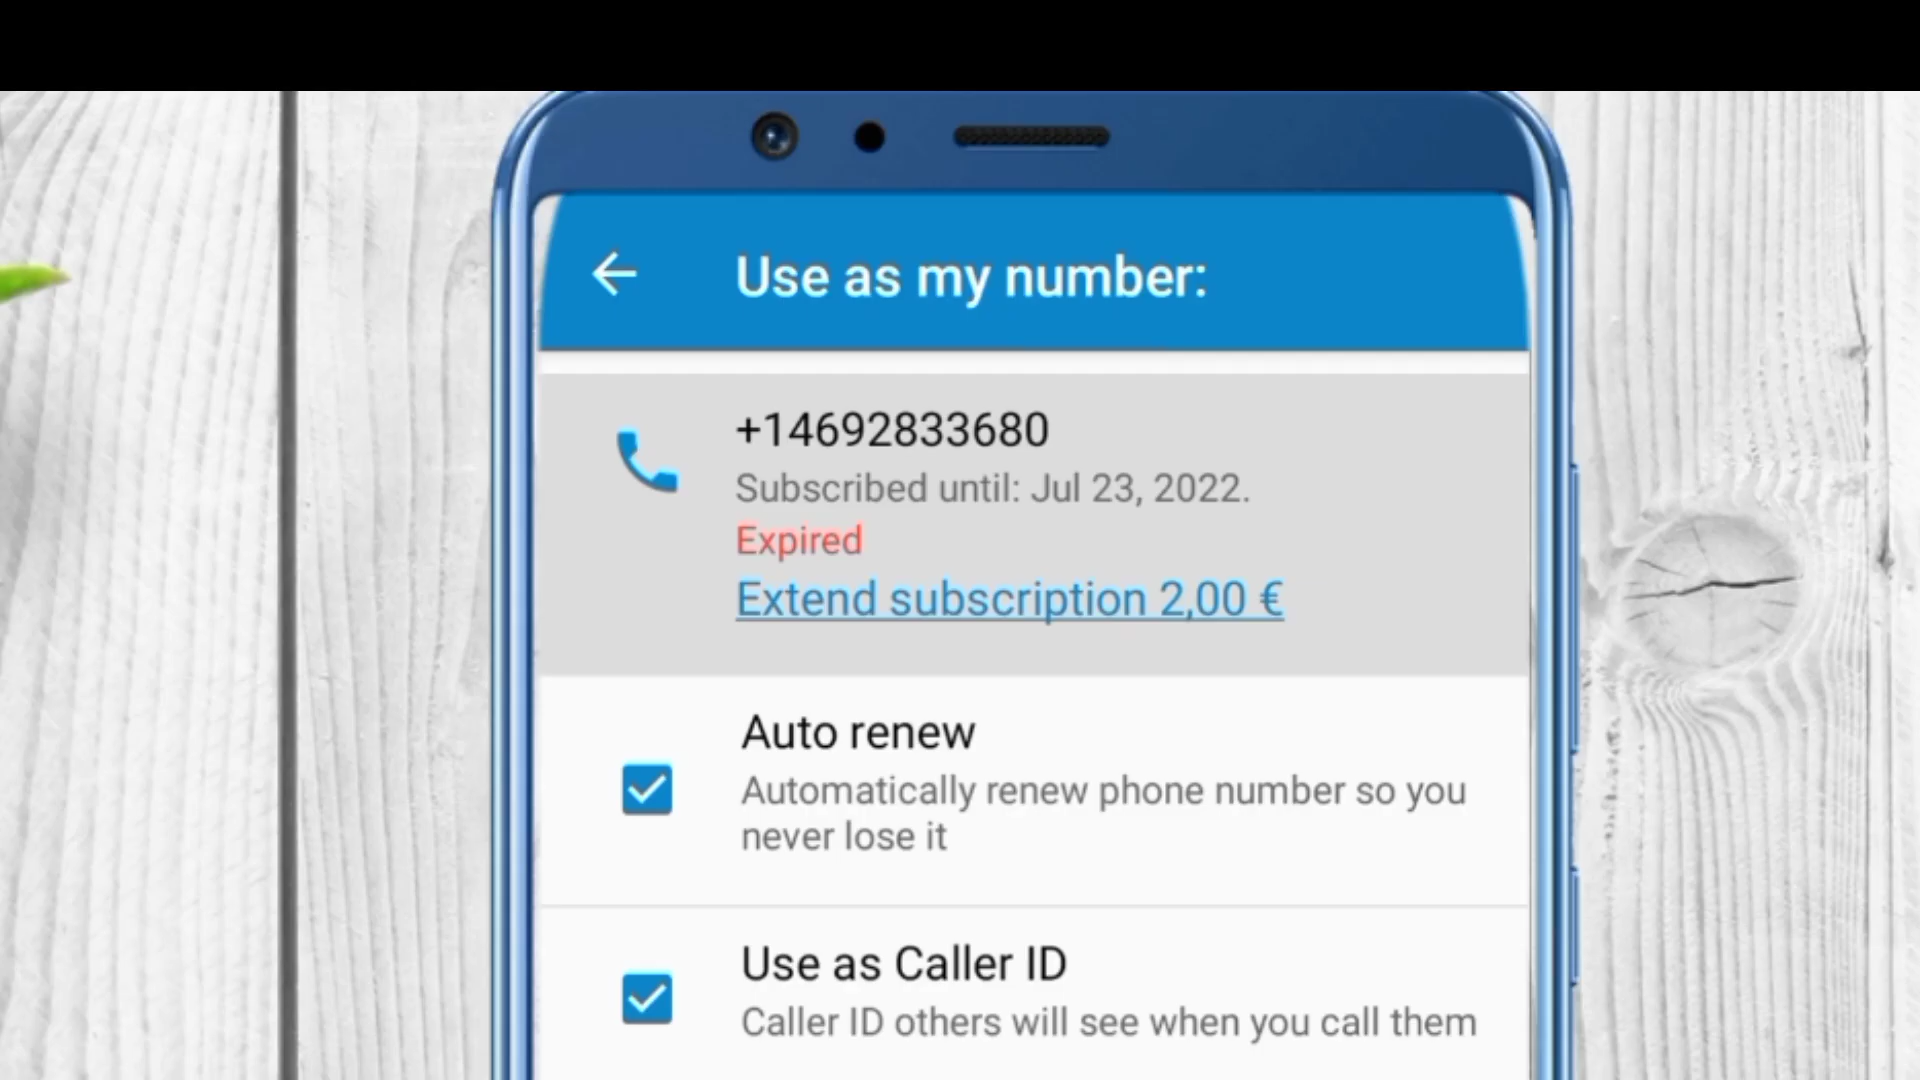 Use as my number:
+14692833680
Subscribed until: Jul 23, 2022.
Expired
Extend subscription 2,00 €
Auto renew
Automatically renew phone number so you
never lose it
Use as Caller ID
Caller ID others will see when you call them